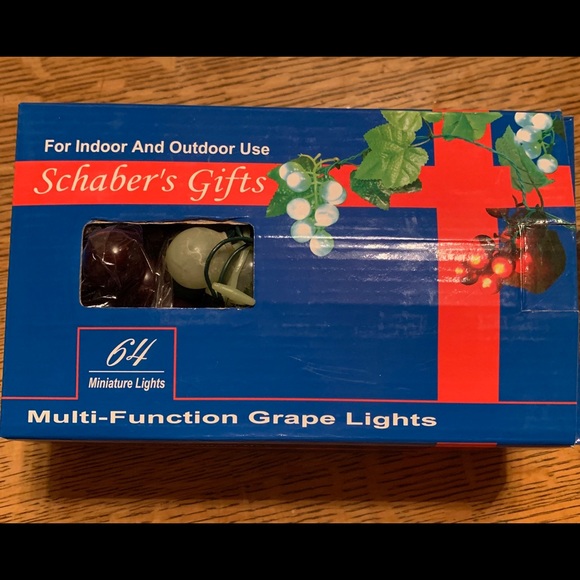 For Indoor And Outdoor Use
Schaber's Gifts
64
Miniature Lights
Multi-Function Grape Lights